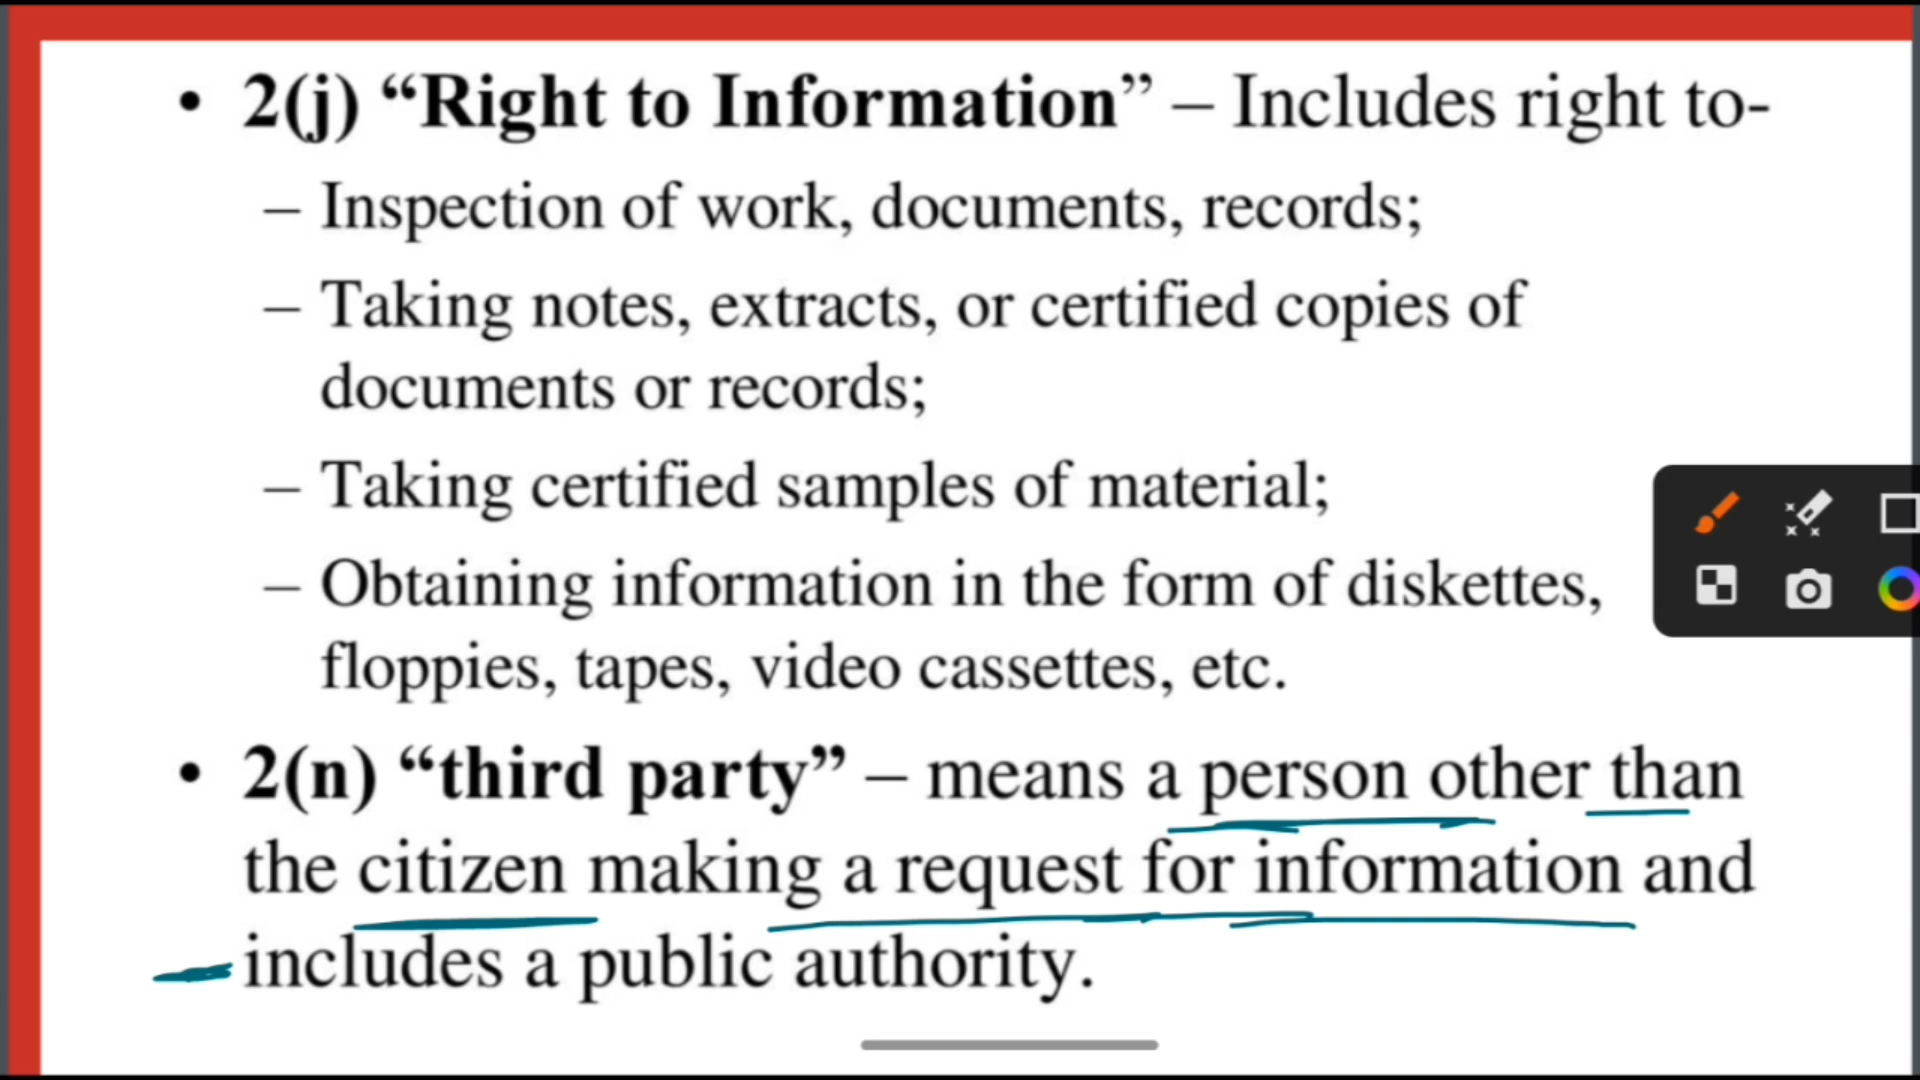 • 2(j) “Right to Information” – Includes right to-
– Inspection of work, documents, records;
– Taking notes, extracts, or certified copies of
documents or records;
– Taking certified samples of material;
– Obtaining information in the form of diskettes,
floppies, tapes, video cassettes, etc.
• 2(n) “third party” – means a person other than
the citizen making a request for information and
includes a public authority.